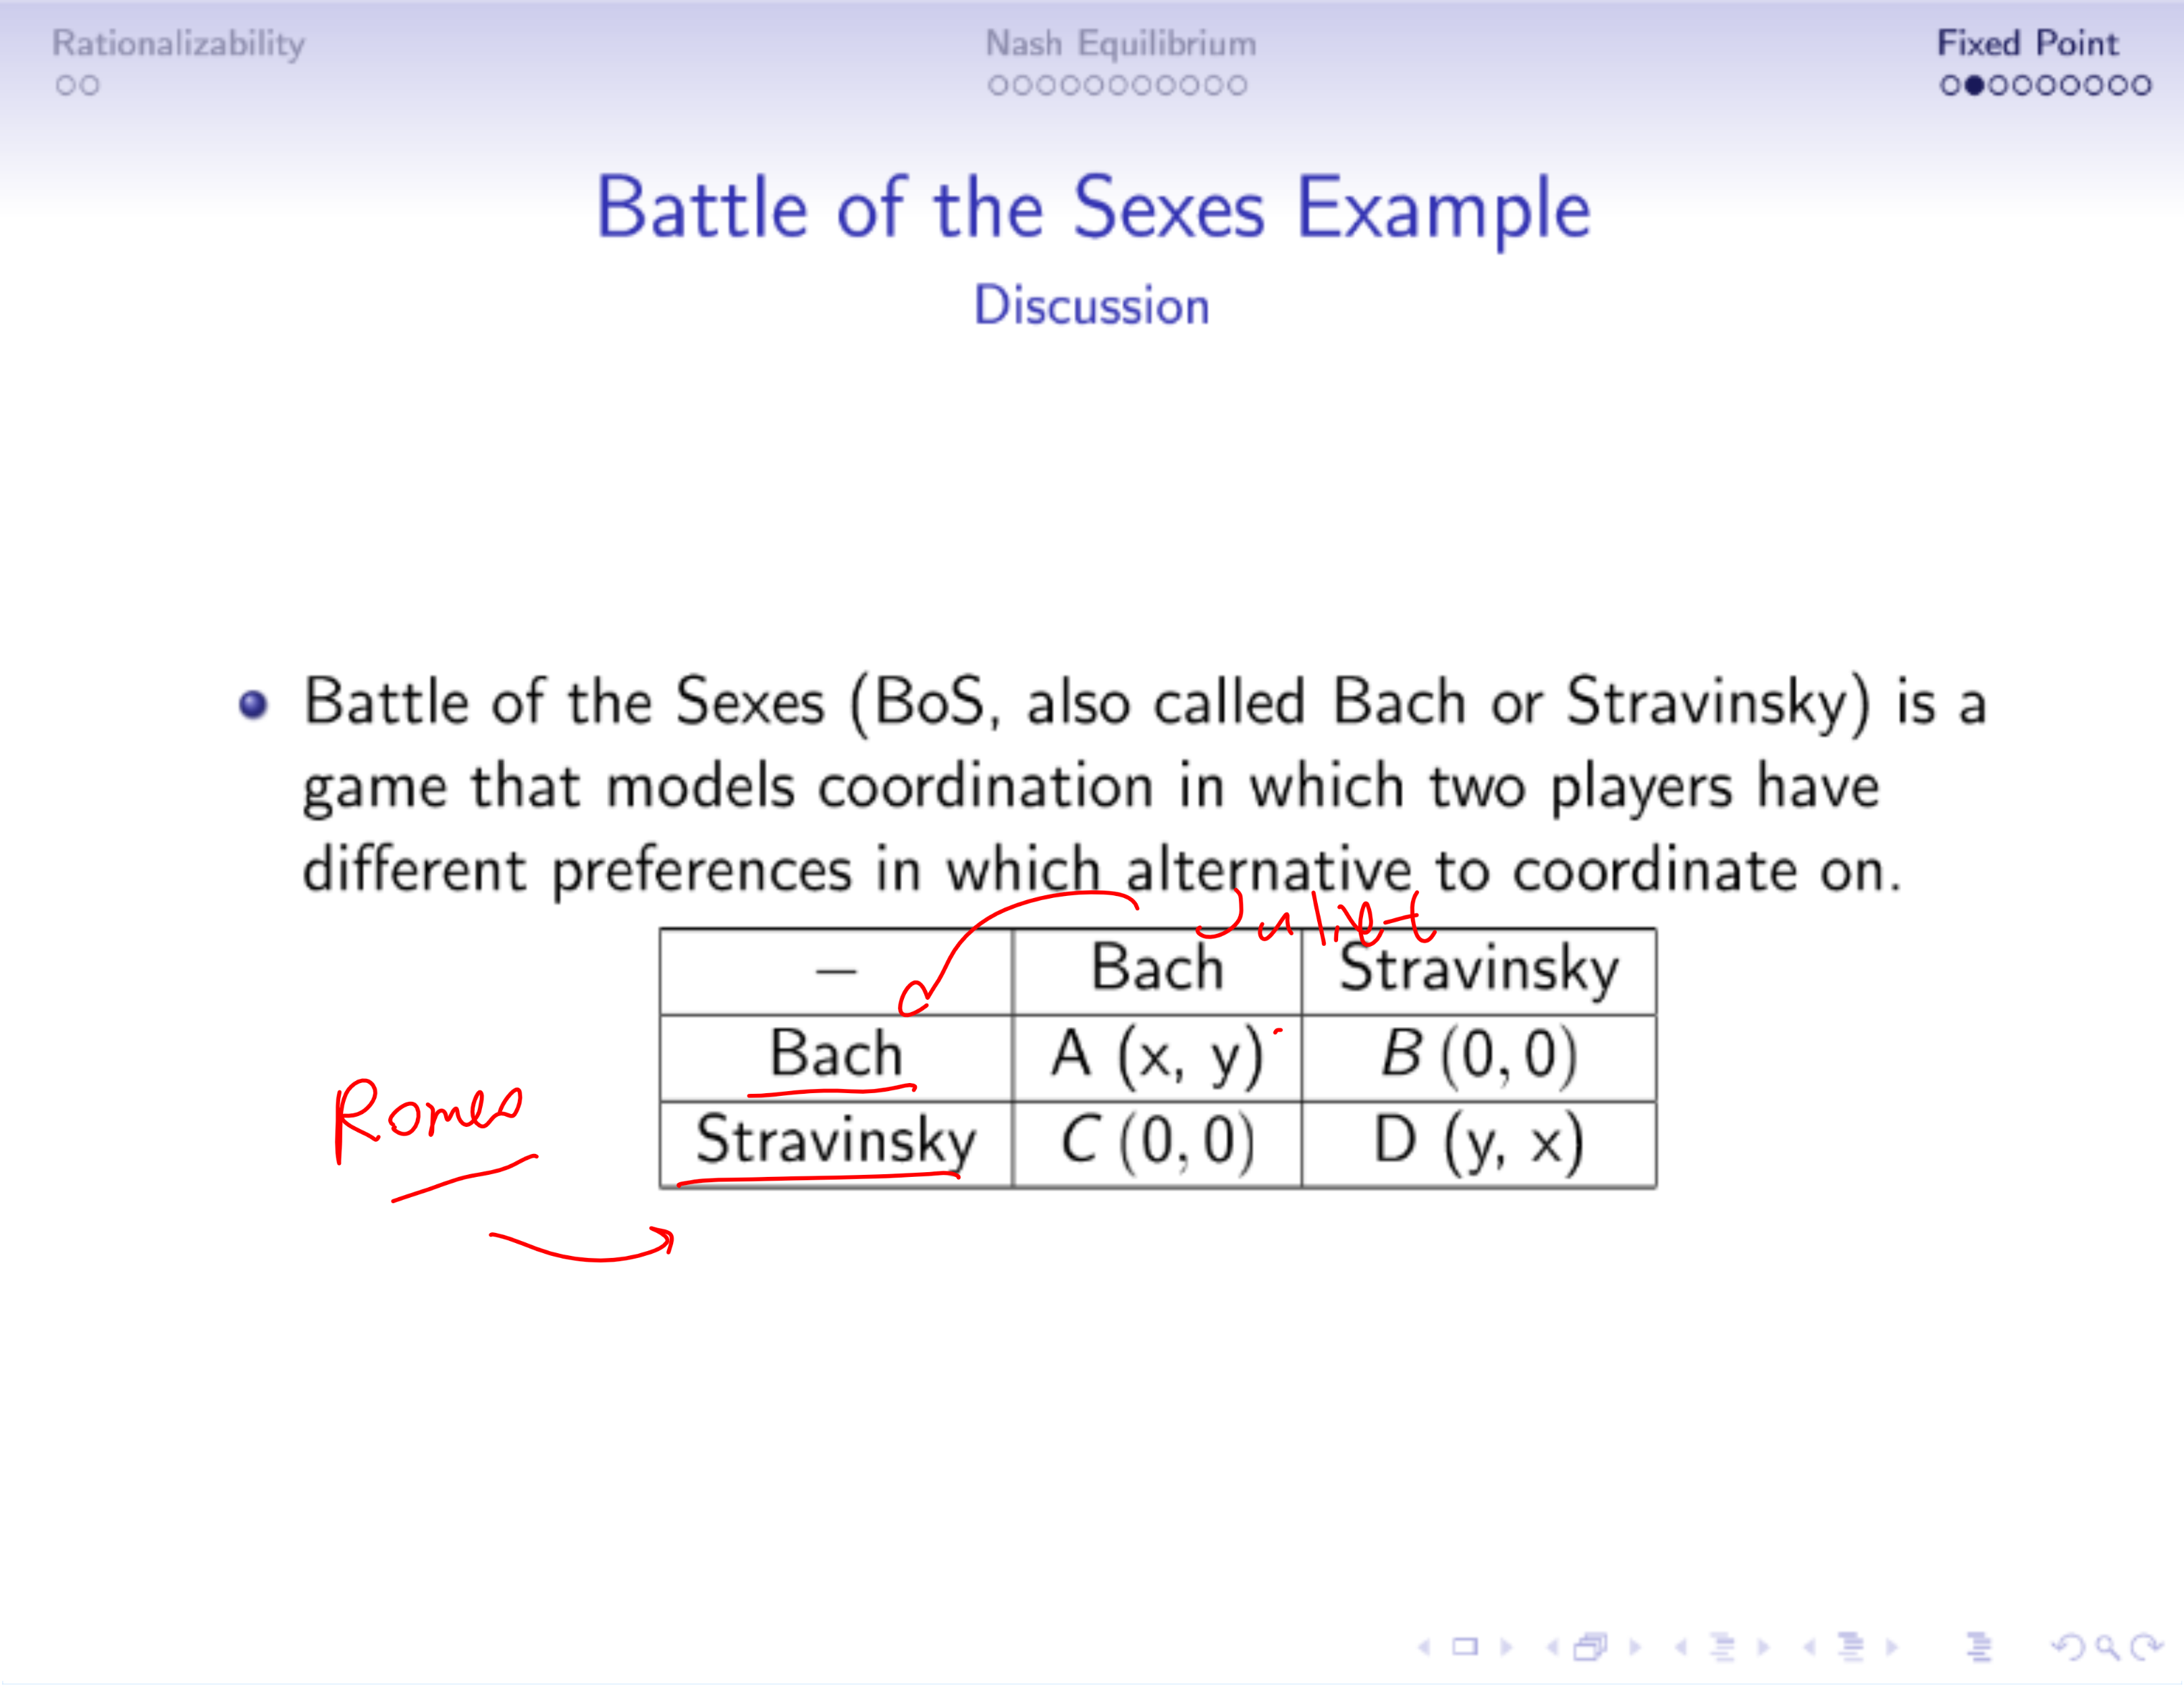 Rationalizability
Nash Equilibrium
Fixed Point
Battle of the Sexes Example
Discussion
Battle of the Sexes (BoS, also called Bach or Stravinsky) is a
game that models coordination in which two players have
different preferences in which alternative to coordinate on.
Juliet
– Bach Stravinsky
Bach A (x, y) B (0, 0)
Romeo
Stravinsky C (0, 0) D (y, x)